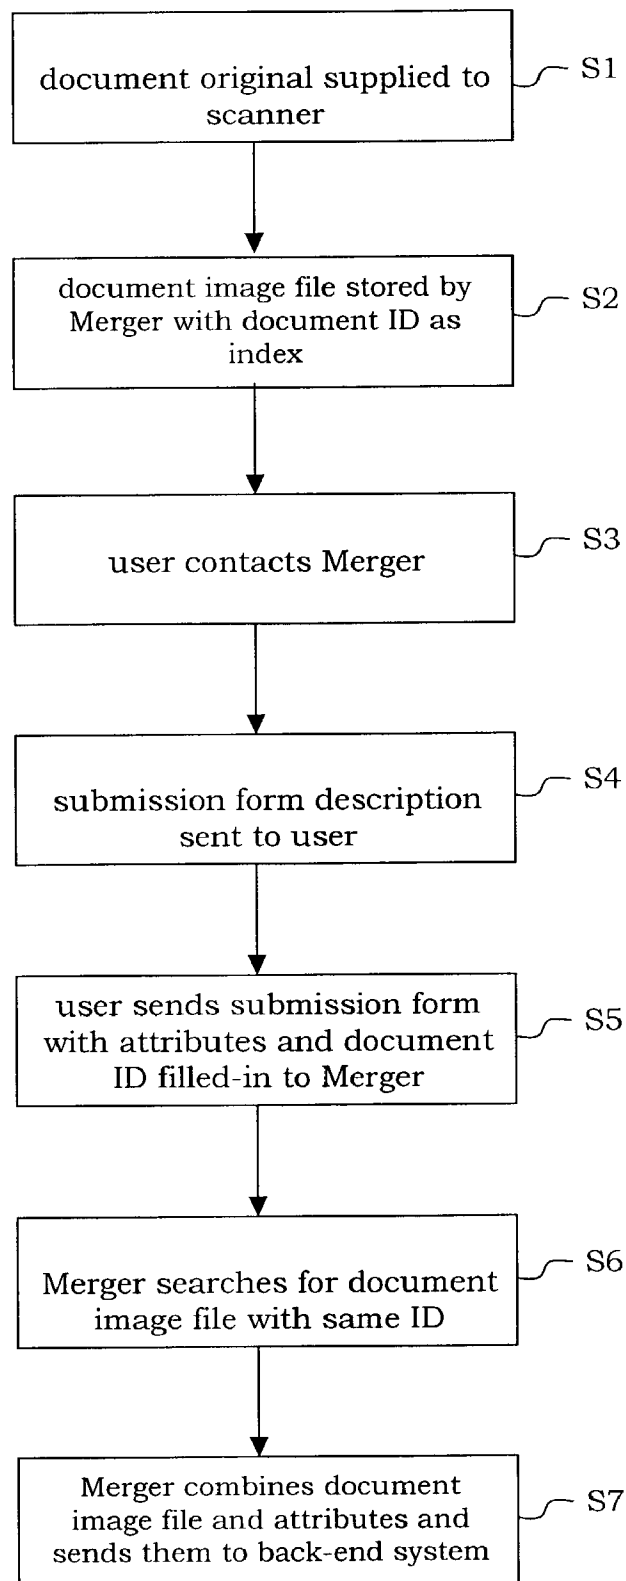 document original supplied to
scanner
S1
document image file stored by
Merger with document ID as
index
S2
user contacts Merger
S3
submission form description
sent to user
S4
user sends submission form
with attributes and document
ID filled-in to Merger
S5
Merger searches for document
image file with same ID
S6
Merger combines document
image file and attributes and
sends them to back-end system
S7